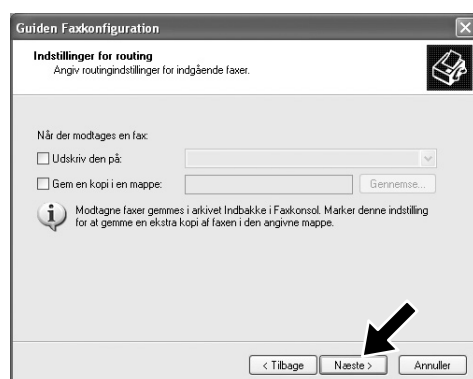 Guiden Faxkonfiguration
Indstillinger for routing
Angiv routingindstillinger for indgående faxer.
Når der modtages en fax:
Udskriv den på:
Gem en kopi i en mappe:
Gennemse...
Modtagne faxer gemmes i arkivet Indbakke i Faxkonsol. Marker denne indstilling
for at gemme en ekstra kopi af faxen i den angivne mappe.
< Tilbage
Næste >
Annuller